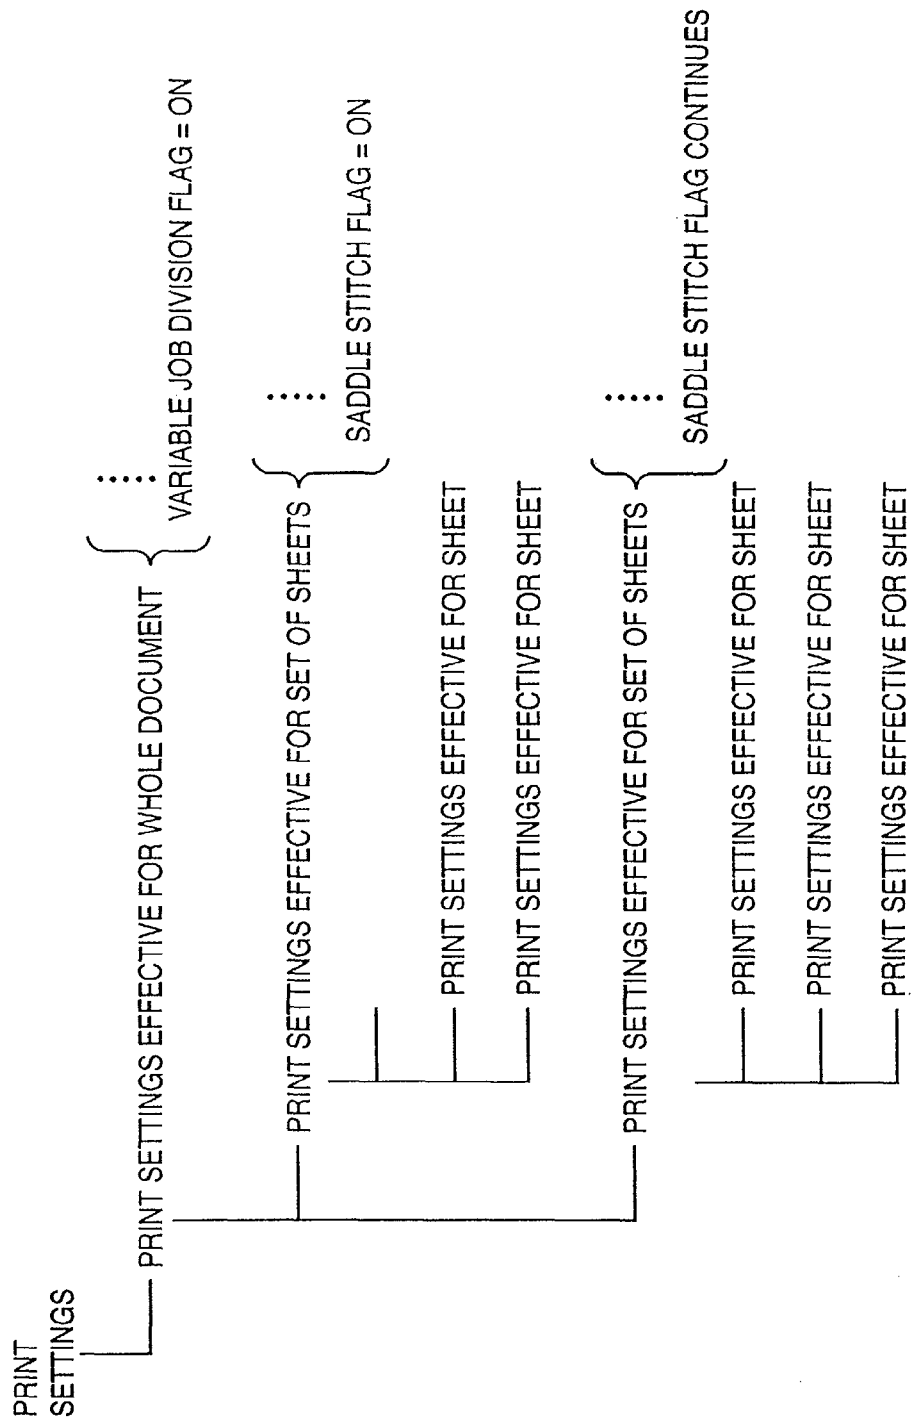 PRINT
SETTINGS
PRINT SETTINGS EFFECTIVE FOR WHOLE DOCUMENT
VARIABLE JOB DIVISION FLAG = ON
PRINT SETTINGS EFFECTIVE FOR SET OF SHEETS
SADDLE STITCH FLAG = ON
PRINT SETTINGS EFFECTIVE FOR SHEET
PRINT SETTINGS EFFECTIVE FOR SHEET
PRINT SETTINGS EFFECTIVE FOR SET OF SHEETS
SADDLE STITCH FLAG CONTINUES
PRINT SETTINGS EFFECTIVE FOR SHEET
PRINT SETTINGS EFFECTIVE FOR SHEET
PRINT SETTINGS EFFECTIVE FOR SHEET